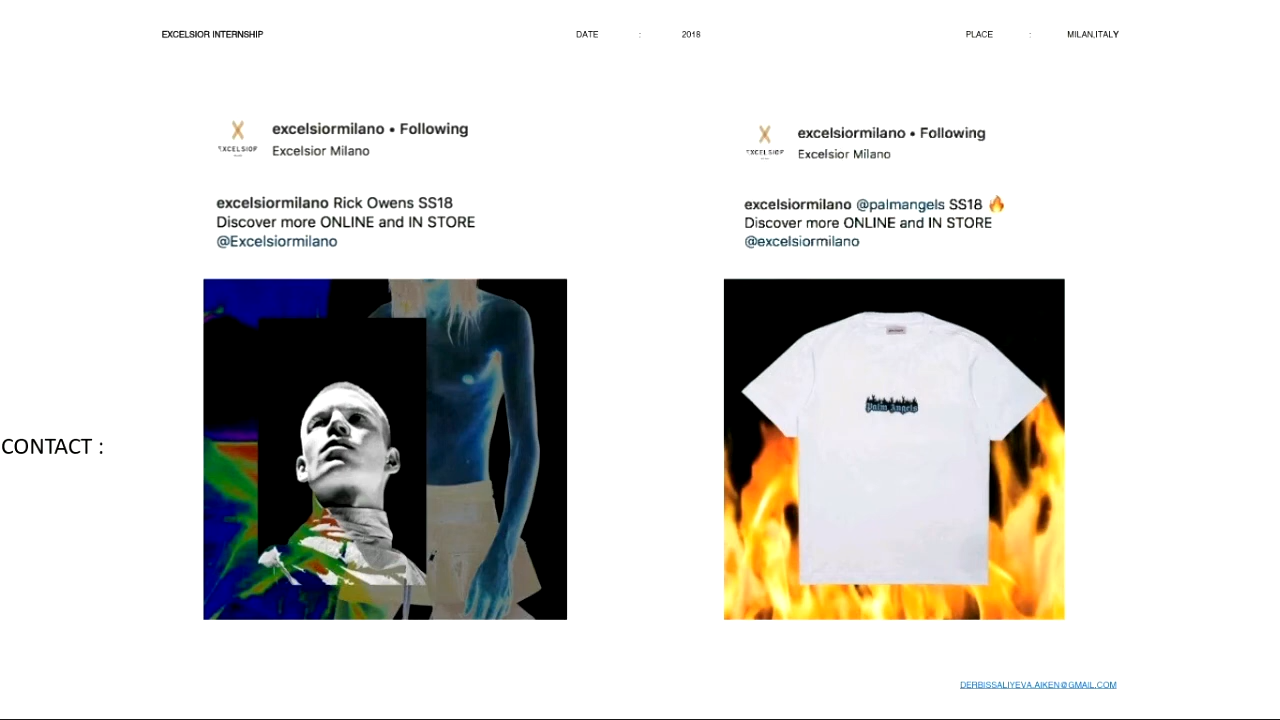 EXCELSIOR INTERNSHIP DATE : 2018 PLACE : MILAN,ITALY
excelsiormilano • Following
Excelsior Milano
EXCELSIOR
excelsiormilano Rick Owens SS18
Discover more ONLINE and IN STORE
@Excelsiormilano
excelsiormilano • Following
Excelsior Milano
EXCELSIOR
excelsiormilano @palmangels SS18 🔥
Discover more ONLINE and IN STORE
@excelsiormilano
Palm Angels
CONTACT :
DERBISSALIYEVA.AIKEN@GMAIL.COM